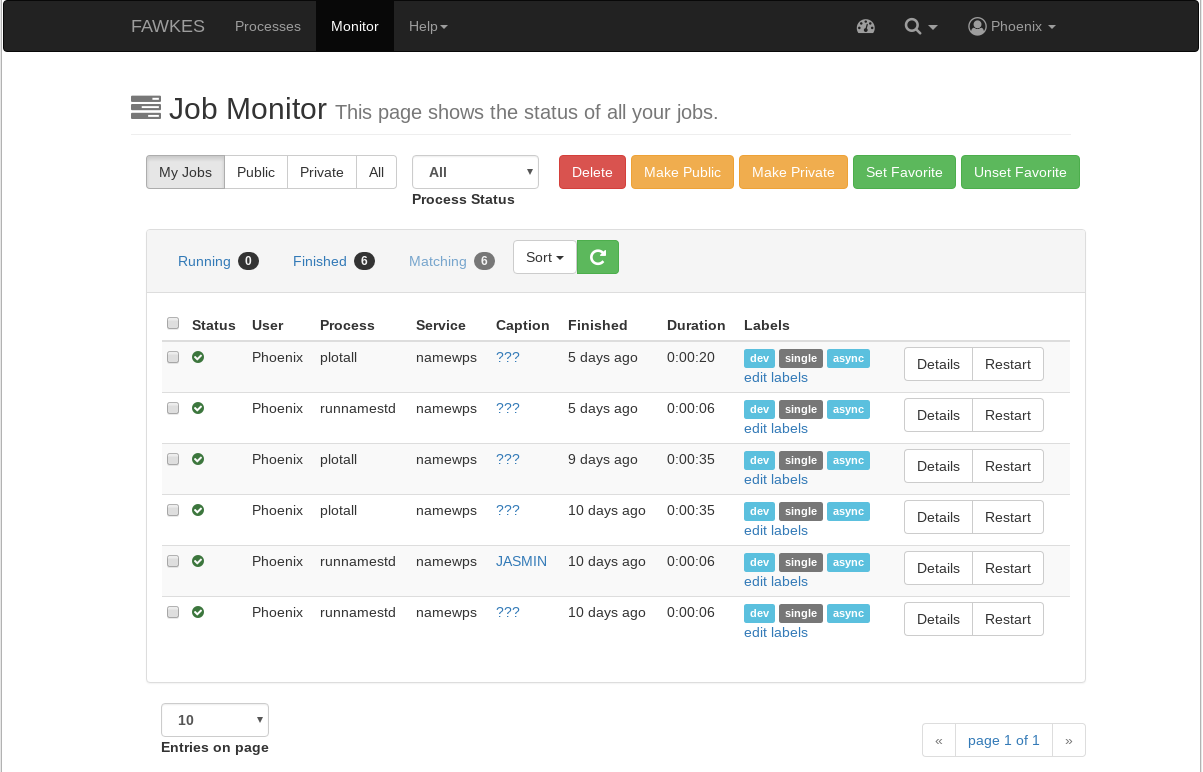 FAWKES Processes Monitor Help Phoenix
Job Monitor This page shows the status of all your jobs.
My Jobs Public Private All All Delete Make Public Make Private Set Favorite Unset Favorite
Process Status
Running 0 Finished 6 Matching 6 Sort
Status User Process Service Caption Finished Duration Labels
Phoenix plotall namewps ??? 5 days ago 0:00:20 dev single async Details Restart
edit labels
Phoenix runnamestd namewps ??? 5 days ago 0:00:06 dev single async Details Restart
edit labels
Phoenix plotall namewps ??? 9 days ago 0:00:35 dev single async Details Restart
edit labels
Phoenix plotall namewps ??? 10 days ago 0:00:35 dev single async Details Restart
edit labels
Phoenix runnamestd namewps JASMIN 10 days ago 0:00:06 dev single async Details Restart
edit labels
Phoenix runnamestd namewps ??? 10 days ago 0:00:06 dev single async Details Restart
edit labels
10
Entries on page
« page 1 of 1 »